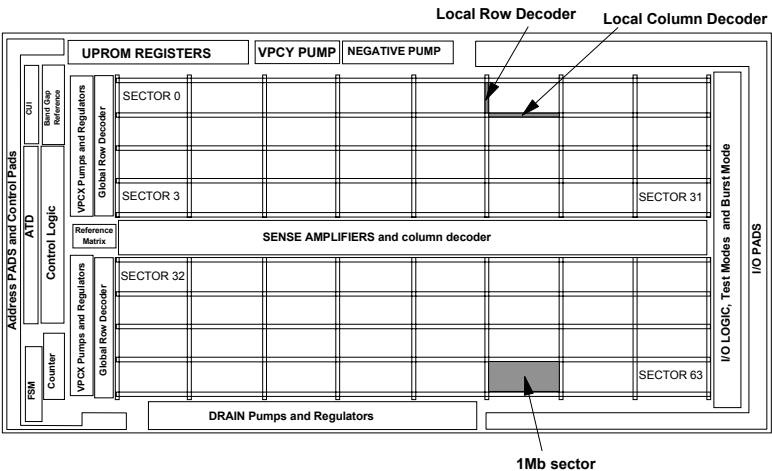 Local Row Decoder
Local Column Decoder
UPROM REGISTERS
VPCY PUMP
NEGATIVE PUMP
Address PADS and Control Pads
CUI
Band Gap
Reference
ATD
Control Logic
FSM
Counter
VPCX Pumps and Regulators
Global Row Decoder
SECTOR 0
SECTOR 3
SECTOR 31
Reference
Matrix
SENSE AMPLIFIERS and column decoder
VPCX Pumps and Regulators
Global Row Decoder
SECTOR 32
SECTOR 63
I/O LOGIC, Test Modes and Burst Mode
I/O PADS
DRAIN Pumps and Regulators
1Mb sector